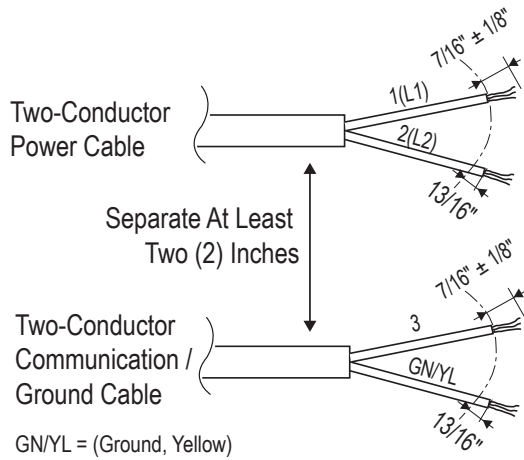 7/16" ± 1/8"
1(L1)
Two-Conductor
Power Cable
2(L2)
13/16"
Separate At Least
Two (2) Inches
7/16" ± 1/8"
3
Two-Conductor
Communication /
Ground Cable
GN/YL
13/16"
GN/YL = (Ground, Yellow)